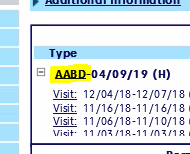 Additional Information
Type
AABD-04/09/19 (H)
Visit: 12/04/18-12/07/18
Visit: 11/16/18-11/16/18
Visit: 11/06/18-11/10/18
Visit: 11/03/18-11/03/18